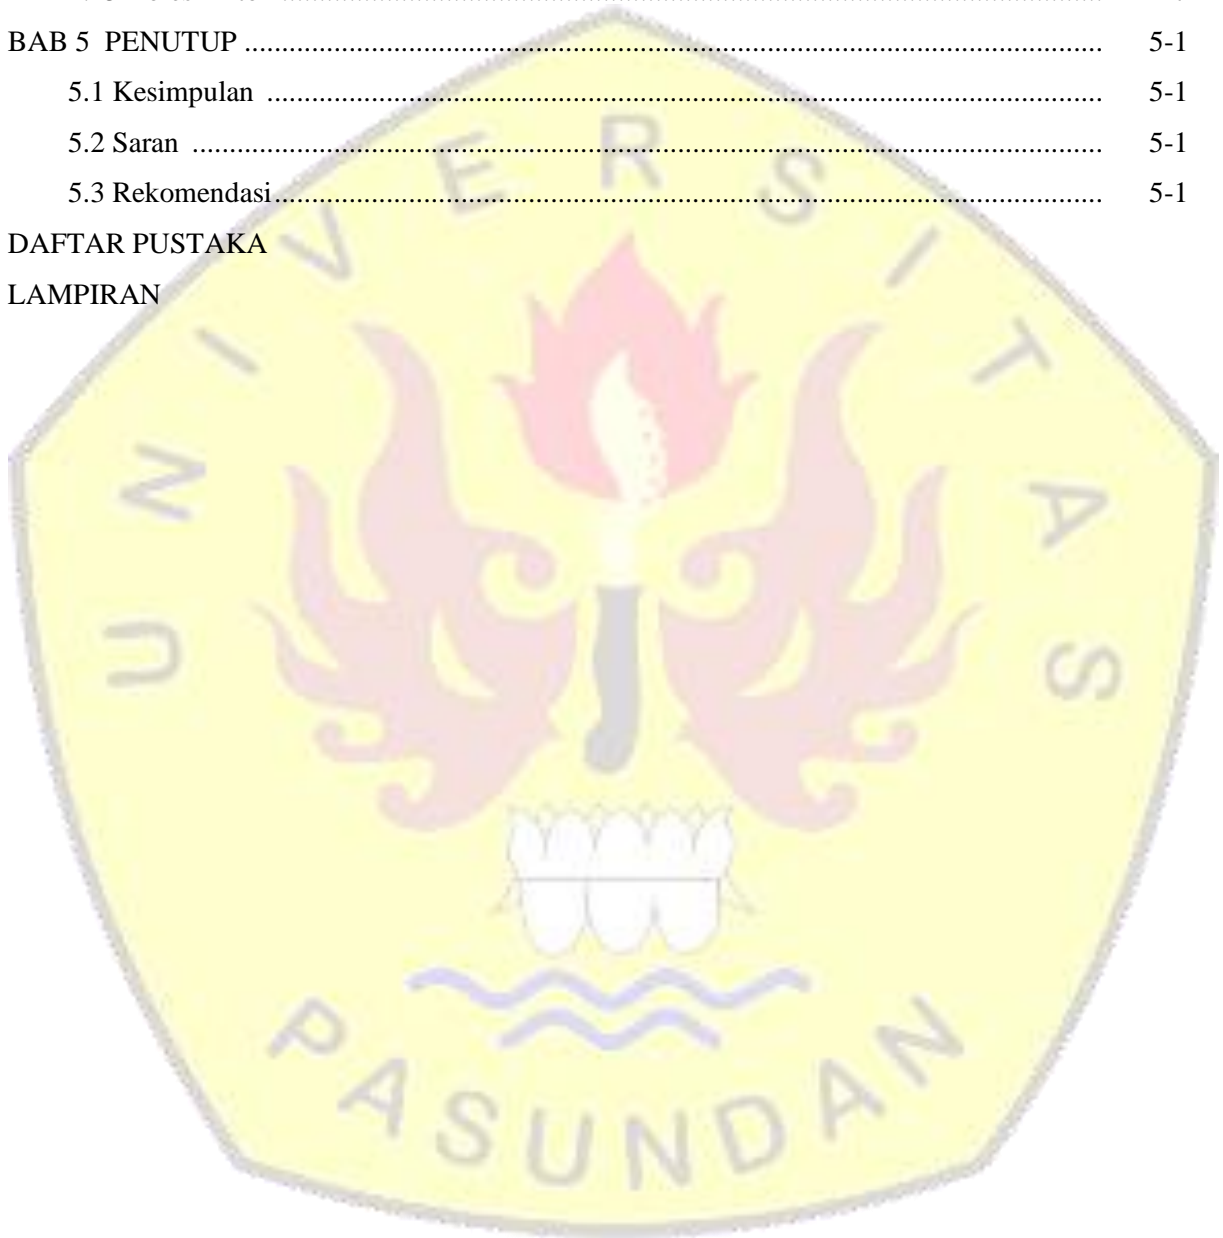 BAB 5 PENUTUP ........................................................................................................... 5-1
5.1 Kesimpulan ........................................................................................................ 5-1
5.2 Saran .................................................................................................................. 5-1
5.3 Rekomendasi....................................................................................................... 5-1
DAFTAR PUSTAKA
LAMPIRAN
UNIVERSITAS
PASUNDAN